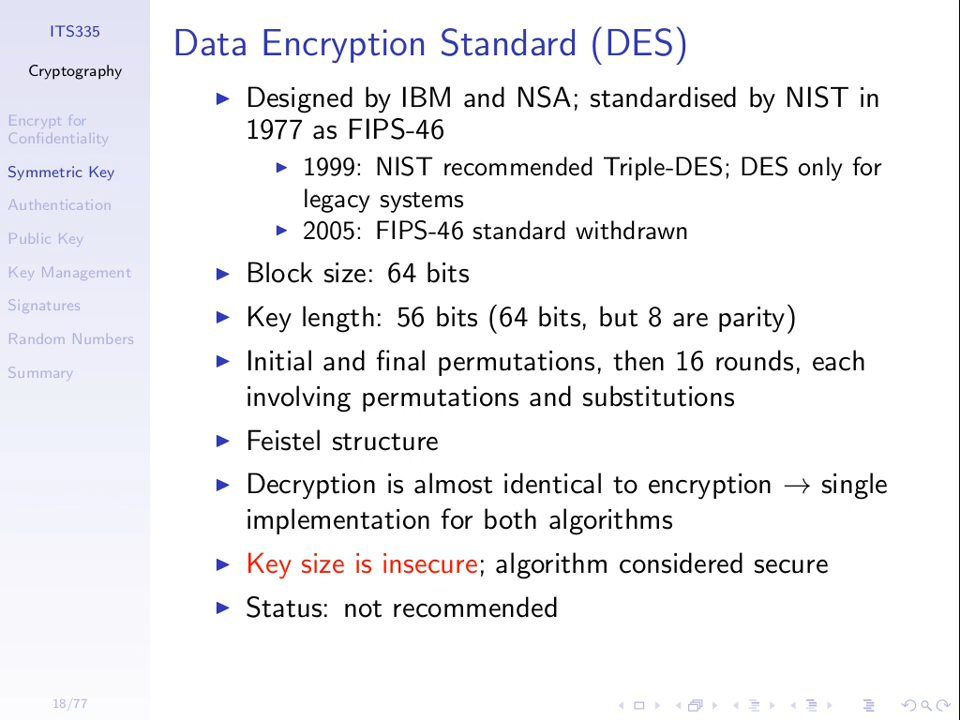 ITS335
Cryptography
Encrypt for
Confidentiality
Symmetric Key
Authentication
Public Key
Key Management
Signatures
Random Numbers
Summary
18/77
Data Encryption Standard (DES)
▶ Designed by IBM and NSA; standardised by NIST in
1977 as FIPS-46
▶ 1999: NIST recommended Triple-DES; DES only for
legacy systems
▶ 2005: FIPS-46 standard withdrawn
▶ Block size: 64 bits
▶ Key length: 56 bits (64 bits, but 8 are parity)
▶ Initial and final permutations, then 16 rounds, each
involving permutations and substitutions
▶ Feistel structure
▶ Decryption is almost identical to encryption → single
implementation for both algorithms
▶ Key size is insecure; algorithm considered secure
▶ Status: not recommended